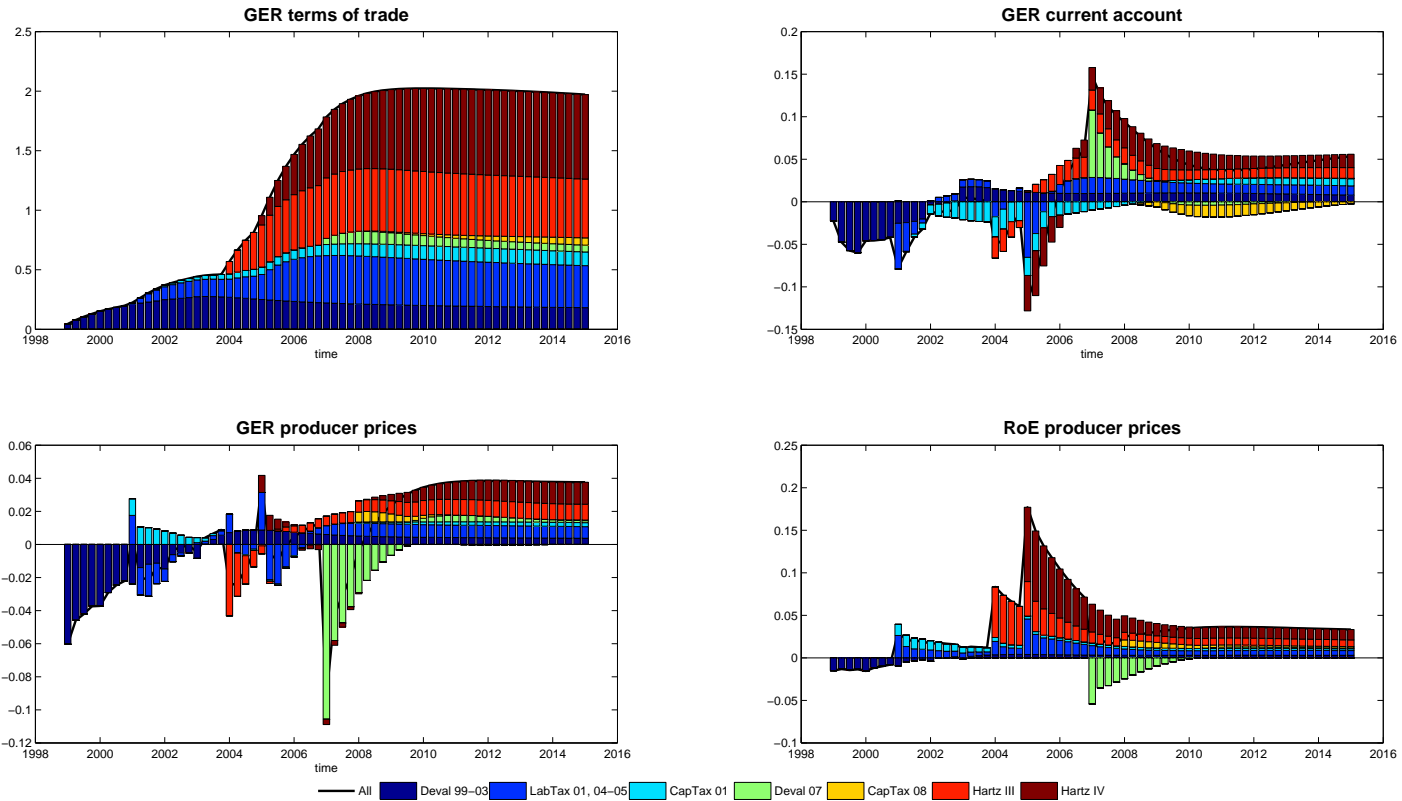 GER terms of trade
2.5
2
1.5
1
0.5
0
1998 2000 2002 2004 2006 2008 2010 2012 2014 2016
time
GER current account
0.2
0.15
0.1
0.05
0
−0.05
−0.1
−0.15
1998 2000 2002 2004 2006 2008 2010 2012 2014 2016
time
GER producer prices
0.06
0.04
0.02
0
−0.02
−0.04
−0.06
−0.08
−0.1
−0.12
1998 2000 2002 2004 2006 2008 2010 2012 2014 2016
time
RoE producer prices
0.25
0.2
0.15
0.1
0.05
0
−0.05
−0.1
1998 2000 2002 2004 2006 2008 2010 2012 2014 2016
All Deval 99−03 LabTax 01, 04−05 CapTax 01 Deval 07 CapTax 08 Hartz III Hartz IV